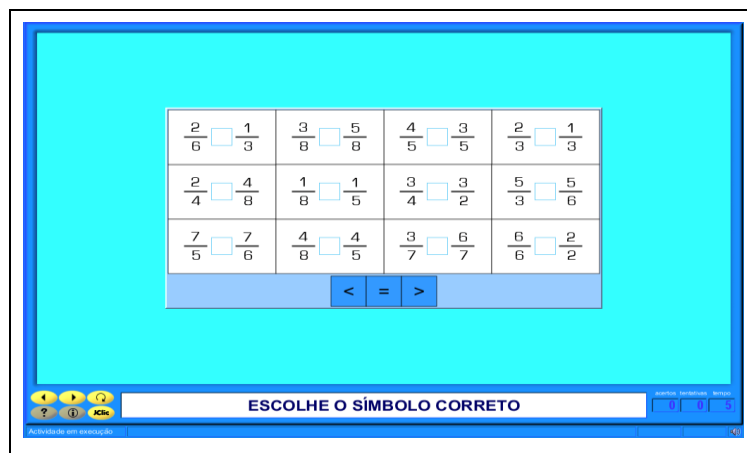 2/6 □ 1/3 3/8 □ 5/8 4/5 □ 3/5 2/3 □ 1/3
2/4 □ 4/8 1/8 □ 1/5 3/4 □ 3/2 5/3 □ 5/6
7/5 □ 7/6 4/8 □ 4/5 3/7 □ 6/7 6/6 □ 2/2
< = >
ESCOLHE O SÍMBOLO CORRETO
acertos tentativas tempo
0 0 5
? i JClic
Actividade em execução